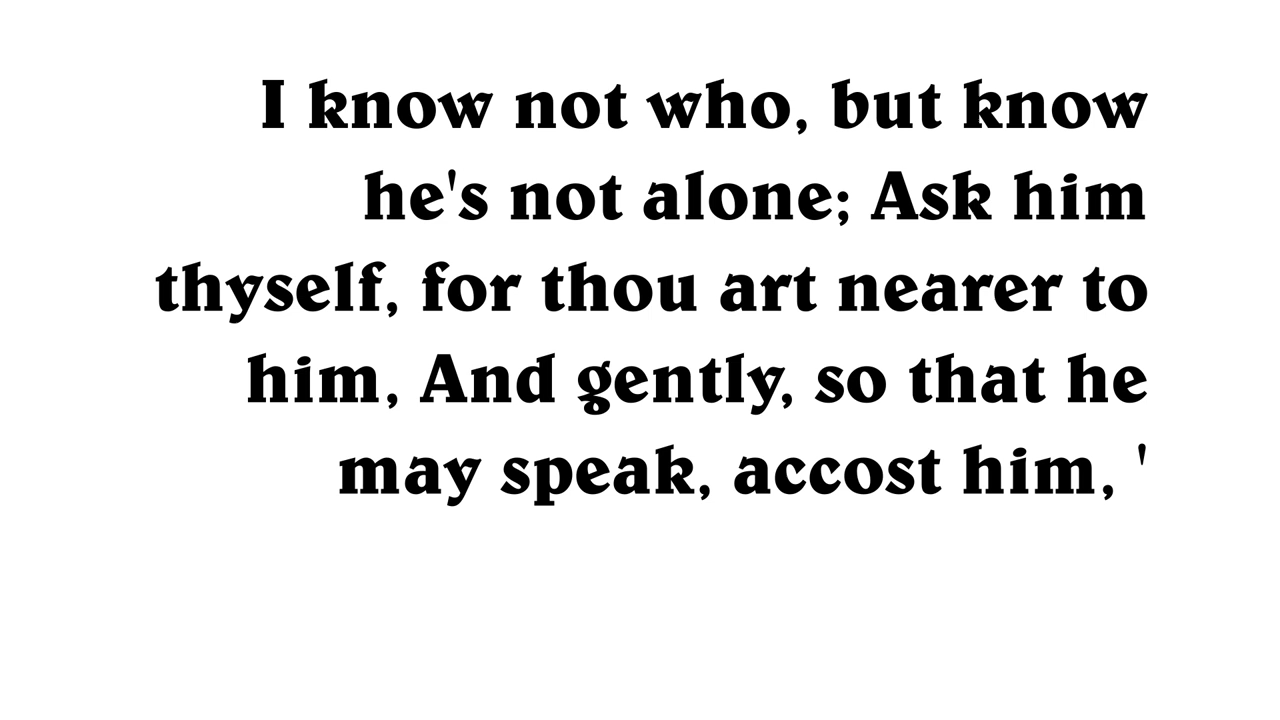 I know not who, but know
he's not alone; Ask him
thyself, for thou art nearer to
him, And gently, so that he
may speak, accost him, '